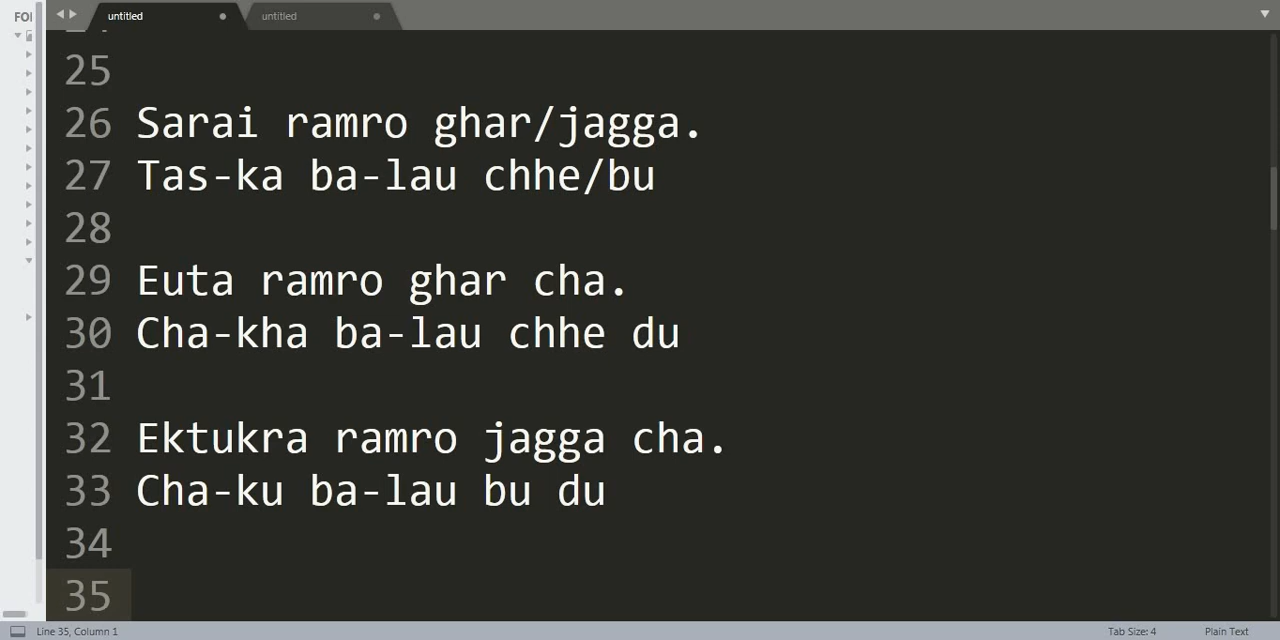 FOI
untitled
untitled
25
26 Sarai ramro ghar/jagga.
27 Tas-ka ba-lau chhe/bu
28
29 Euta ramro ghar cha.
30 Cha-kha ba-lau chhe du
31
32 Ektukra ramro jagga cha.
33 Cha-ku ba-lau bu du
34
35
Line 35, Column 1
Tab Size: 4
Plain Text